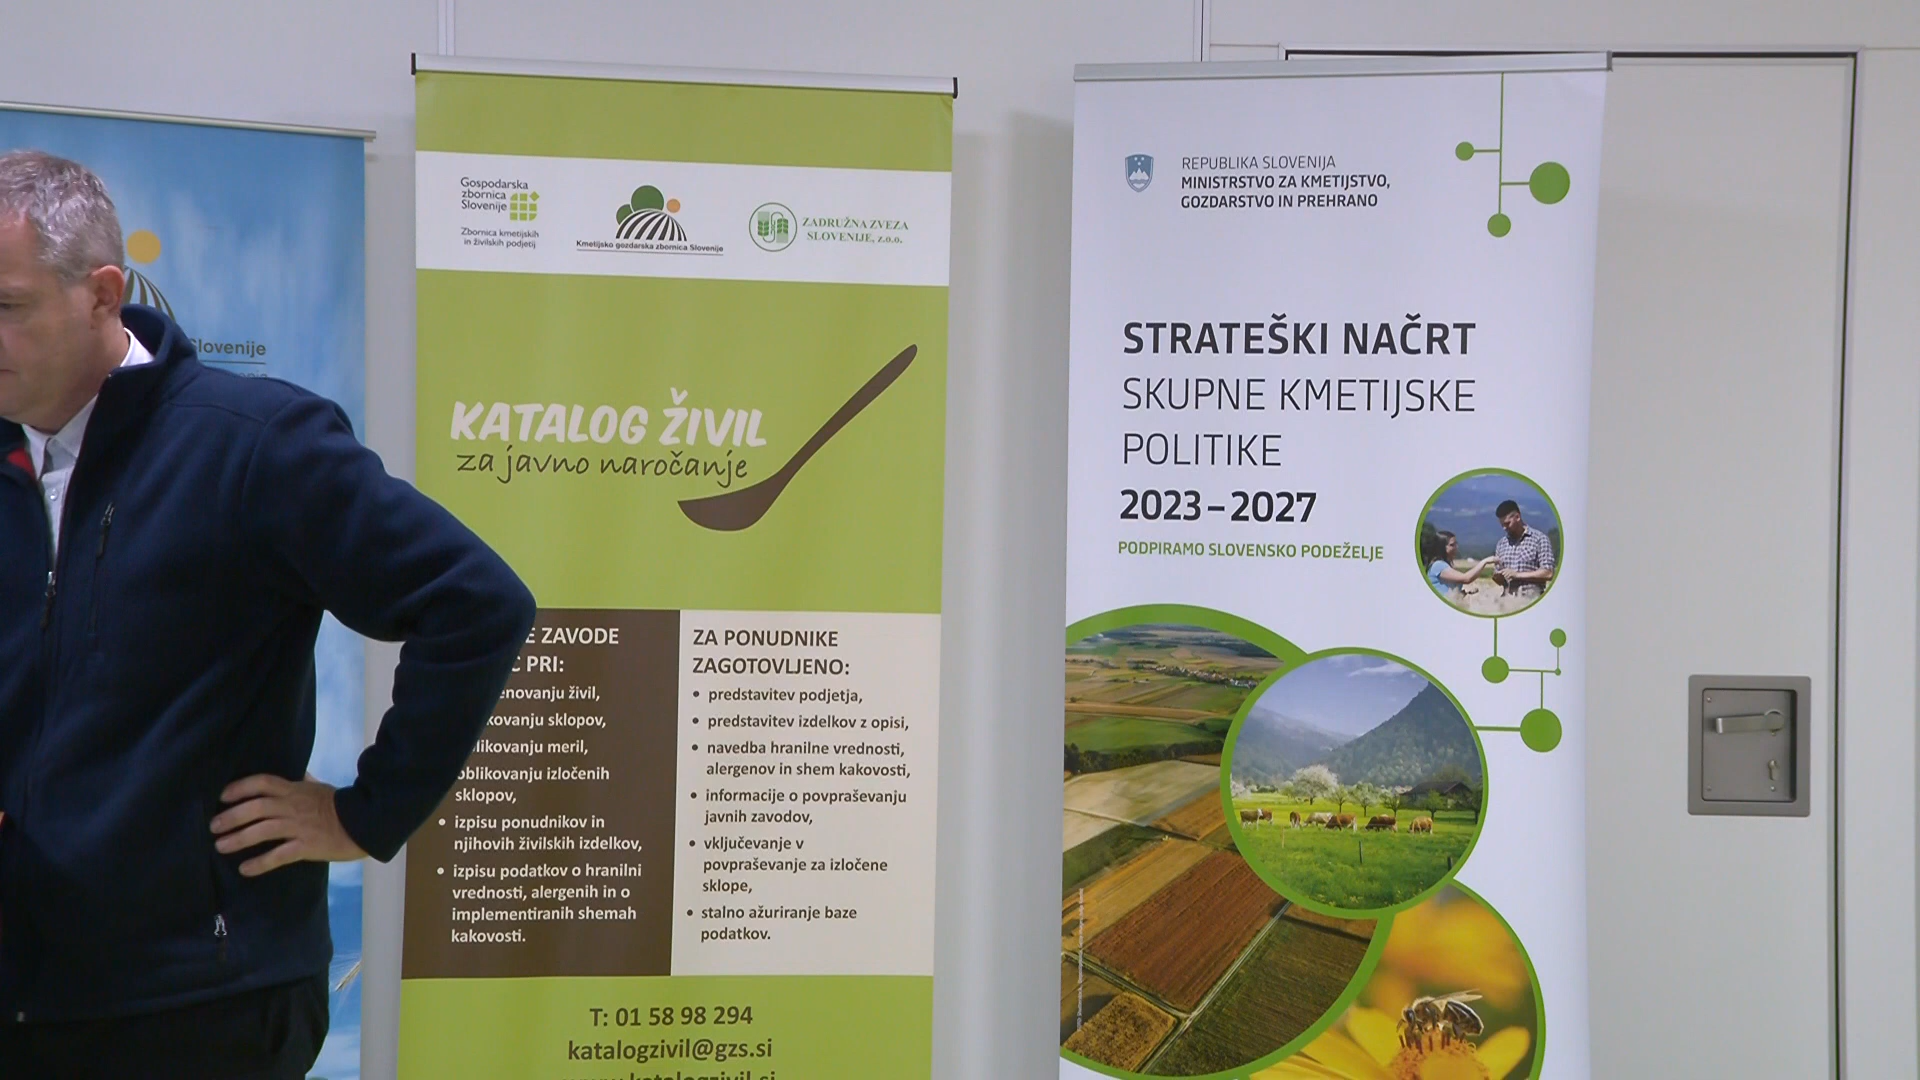 Slovenije
Gospodarska
zbornica
Slovenije
Zbornica kmetijskih
in živilskih podjetij
Kmetijsko gozdarska zbornica Slovenije
ZADRUŽNA ZVEZA
SLOVENIJE, z.o.o.
KATALOG ŽIVIL
za javno naročanje
ZAVODE
PRI:
živil,
sklopov,
meril,
oblikovanju izločenih
sklopov,
• izpisu ponudnikov in
njihovih živilskih izdelkov,
• izpisu podatkov o hranilni
vrednosti, alergenih in o
implementiranih shemah
kakovosti.
ZA PONUDNIKE
ZAGOTOVLJENO:
• predstavitev podjetja,
• predstavitev izdelkov z opisi,
• navedba hranilne vrednosti,
alergenov in shem kakovosti,
• informacije o povpraševanju
javnih zavodov,
• vključevanje v
povpraševanje za izločene
sklope,
• stalno ažuriranje baze
podatkov.
T: 01 58 98 294
katalogzivil@gzs.si
www.katalogzivil.si
REPUBLIKA SLOVENIJA
MINISTRSTVO ZA KMETIJSTVO,
GOZDARSTVO IN PREHRANO
STRATEŠKI NAČRT
SKUPNE KMETIJSKE
POLITIKE
2023–2027
PODPIRAMO SLOVENSKO PODEŽELJE